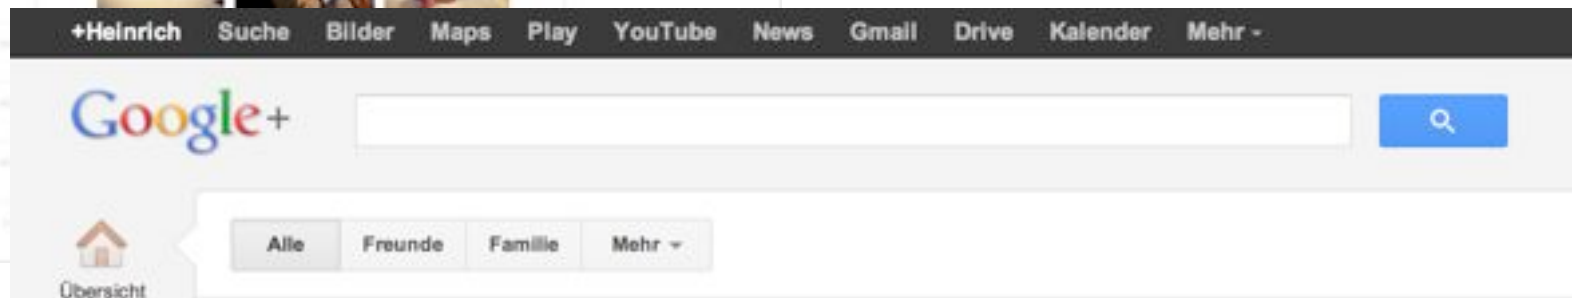 +Heinrich Suche Bilder Maps Play YouTube News Gmail Drive Kalender Mehr
Google+
Alle Freunde Familie Mehr
Übersicht